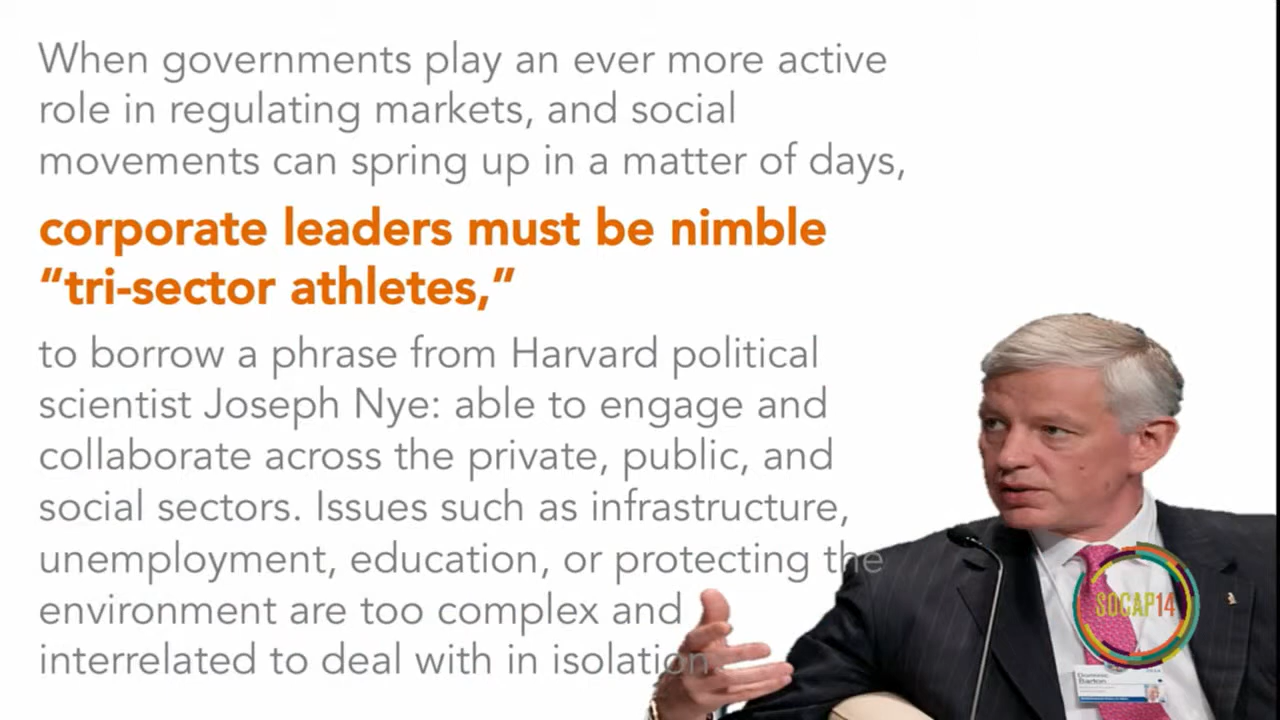 When governments play an ever more active
role in regulating markets, and social
movements can spring up in a matter of days,
corporate leaders must be nimble
“tri-sector athletes,”
to borrow a phrase from Harvard political
scientist Joseph Nye: able to engage and
collaborate across the private, public, and
social sectors. Issues such as infrastructure,
unemployment, education, or protecting the
environment are too complex and
interrelated to deal with in isolation.
SOCAP14
Dominic
Barton